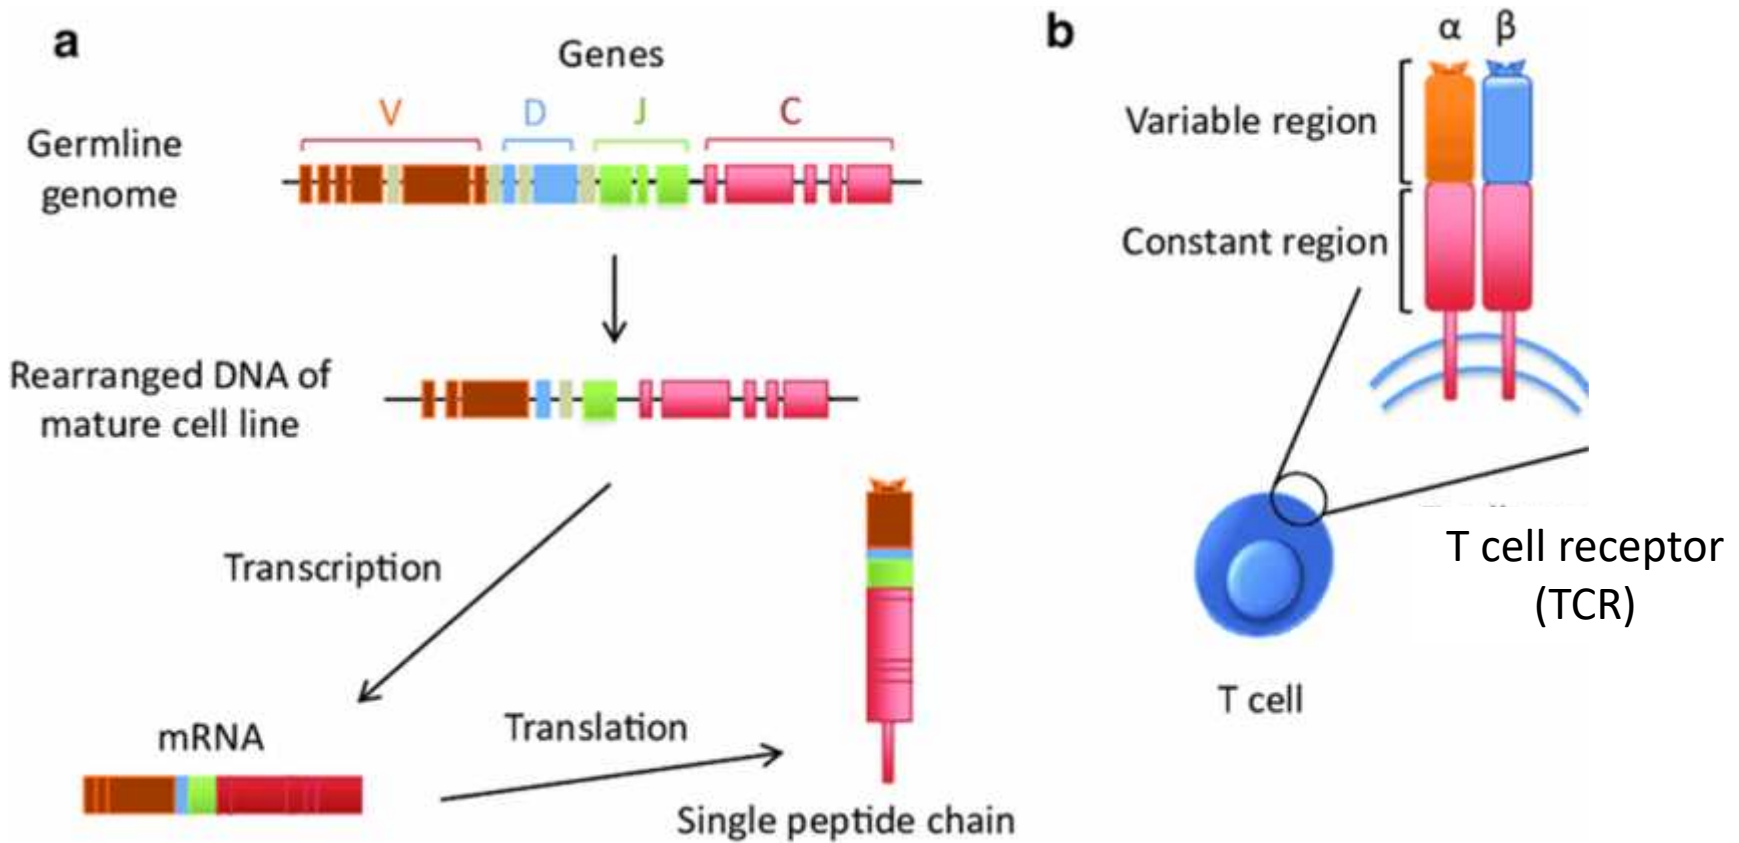 a
Genes
V D J C
Germline
genome
Rearranged DNA of
mature cell line
Transcription
mRNA
Translation
Single peptide chain
b
α β
Variable region
Constant region
T cell receptor
(TCR)
T cell